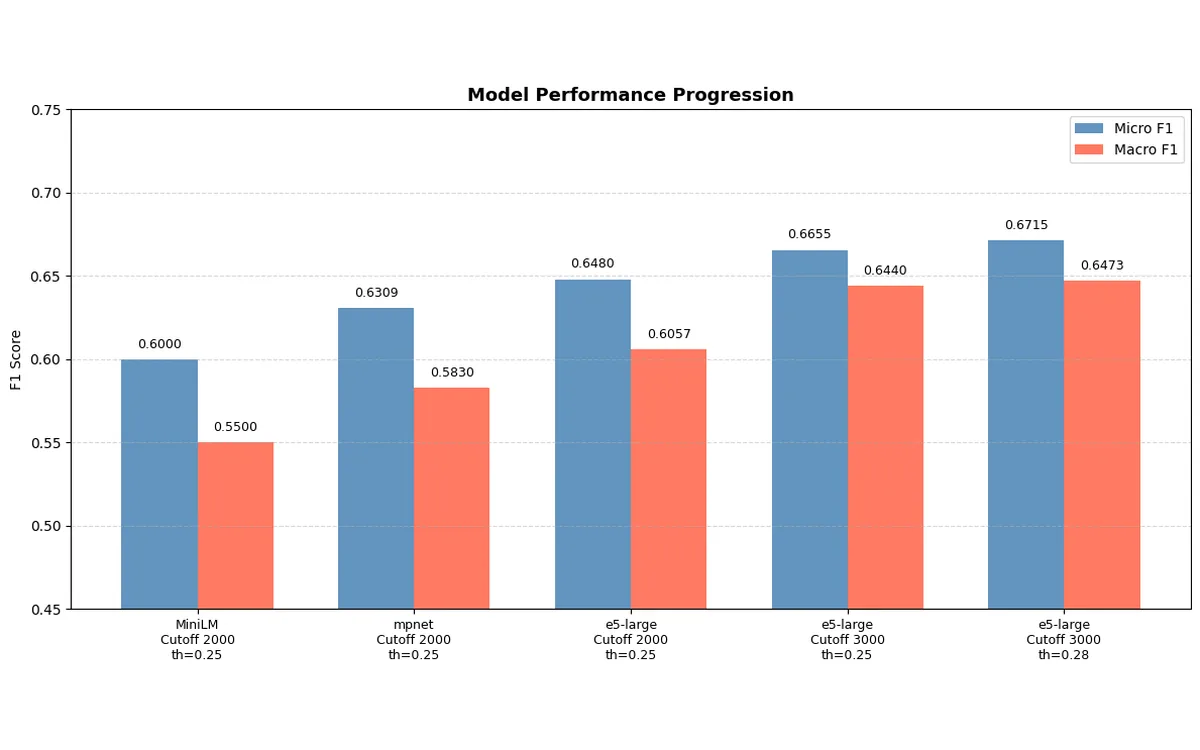 Model Performance Progression
0.75
0.70
0.65
0.60
0.55
0.50
0.45
F1 Score
Micro F1
Macro F1
0.6000
0.5500
0.6309
0.5830
0.6480
0.6057
0.6655
0.6440
0.6715
0.6473
MiniLM
Cutoff 2000
th=0.25
mpnet
Cutoff 2000
th=0.25
e5-large
Cutoff 2000
th=0.25
e5-large
Cutoff 3000
th=0.25
e5-large
Cutoff 3000
th=0.28